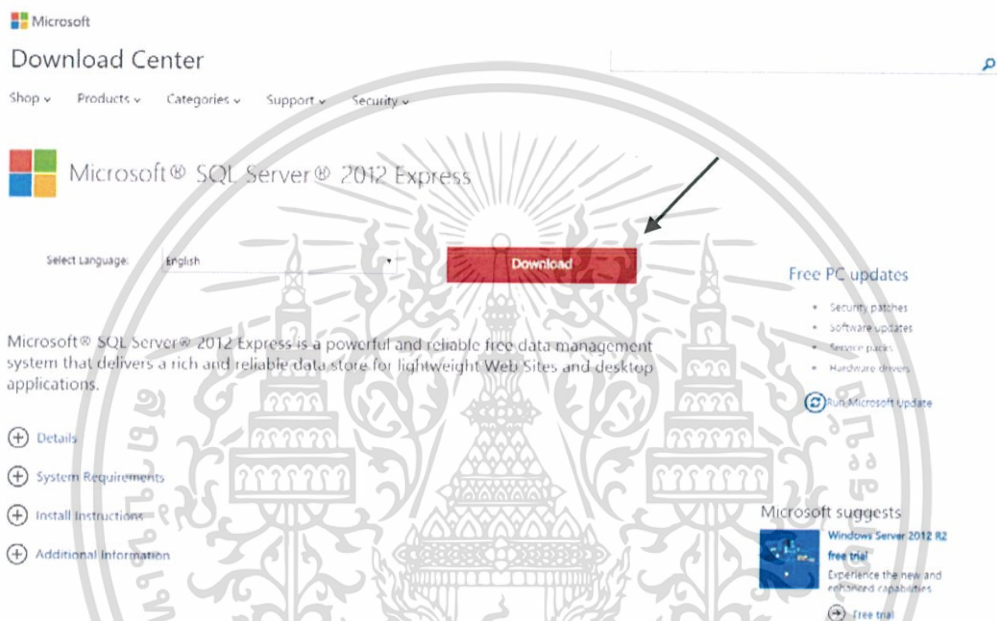 Microsoft
Download Center
Shop Products Categories Support Security
Microsoft® SQL Server® 2012 Express
Select Language: English Download
Microsoft® SQL Server® 2012 Express is a powerful and reliable free data management
system that delivers a rich and reliable data store for lightweight Web Sites and desktop
applications.
Details
System Requirements
Install Instructions
Additional Information
Free PC updates
Security patches
Software updates
Service packs
Hardware drivers
Run Microsoft Update
Microsoft suggests
Windows Server 2012 R2
free trial
Experience the new and
enhanced capabilities
Free trial